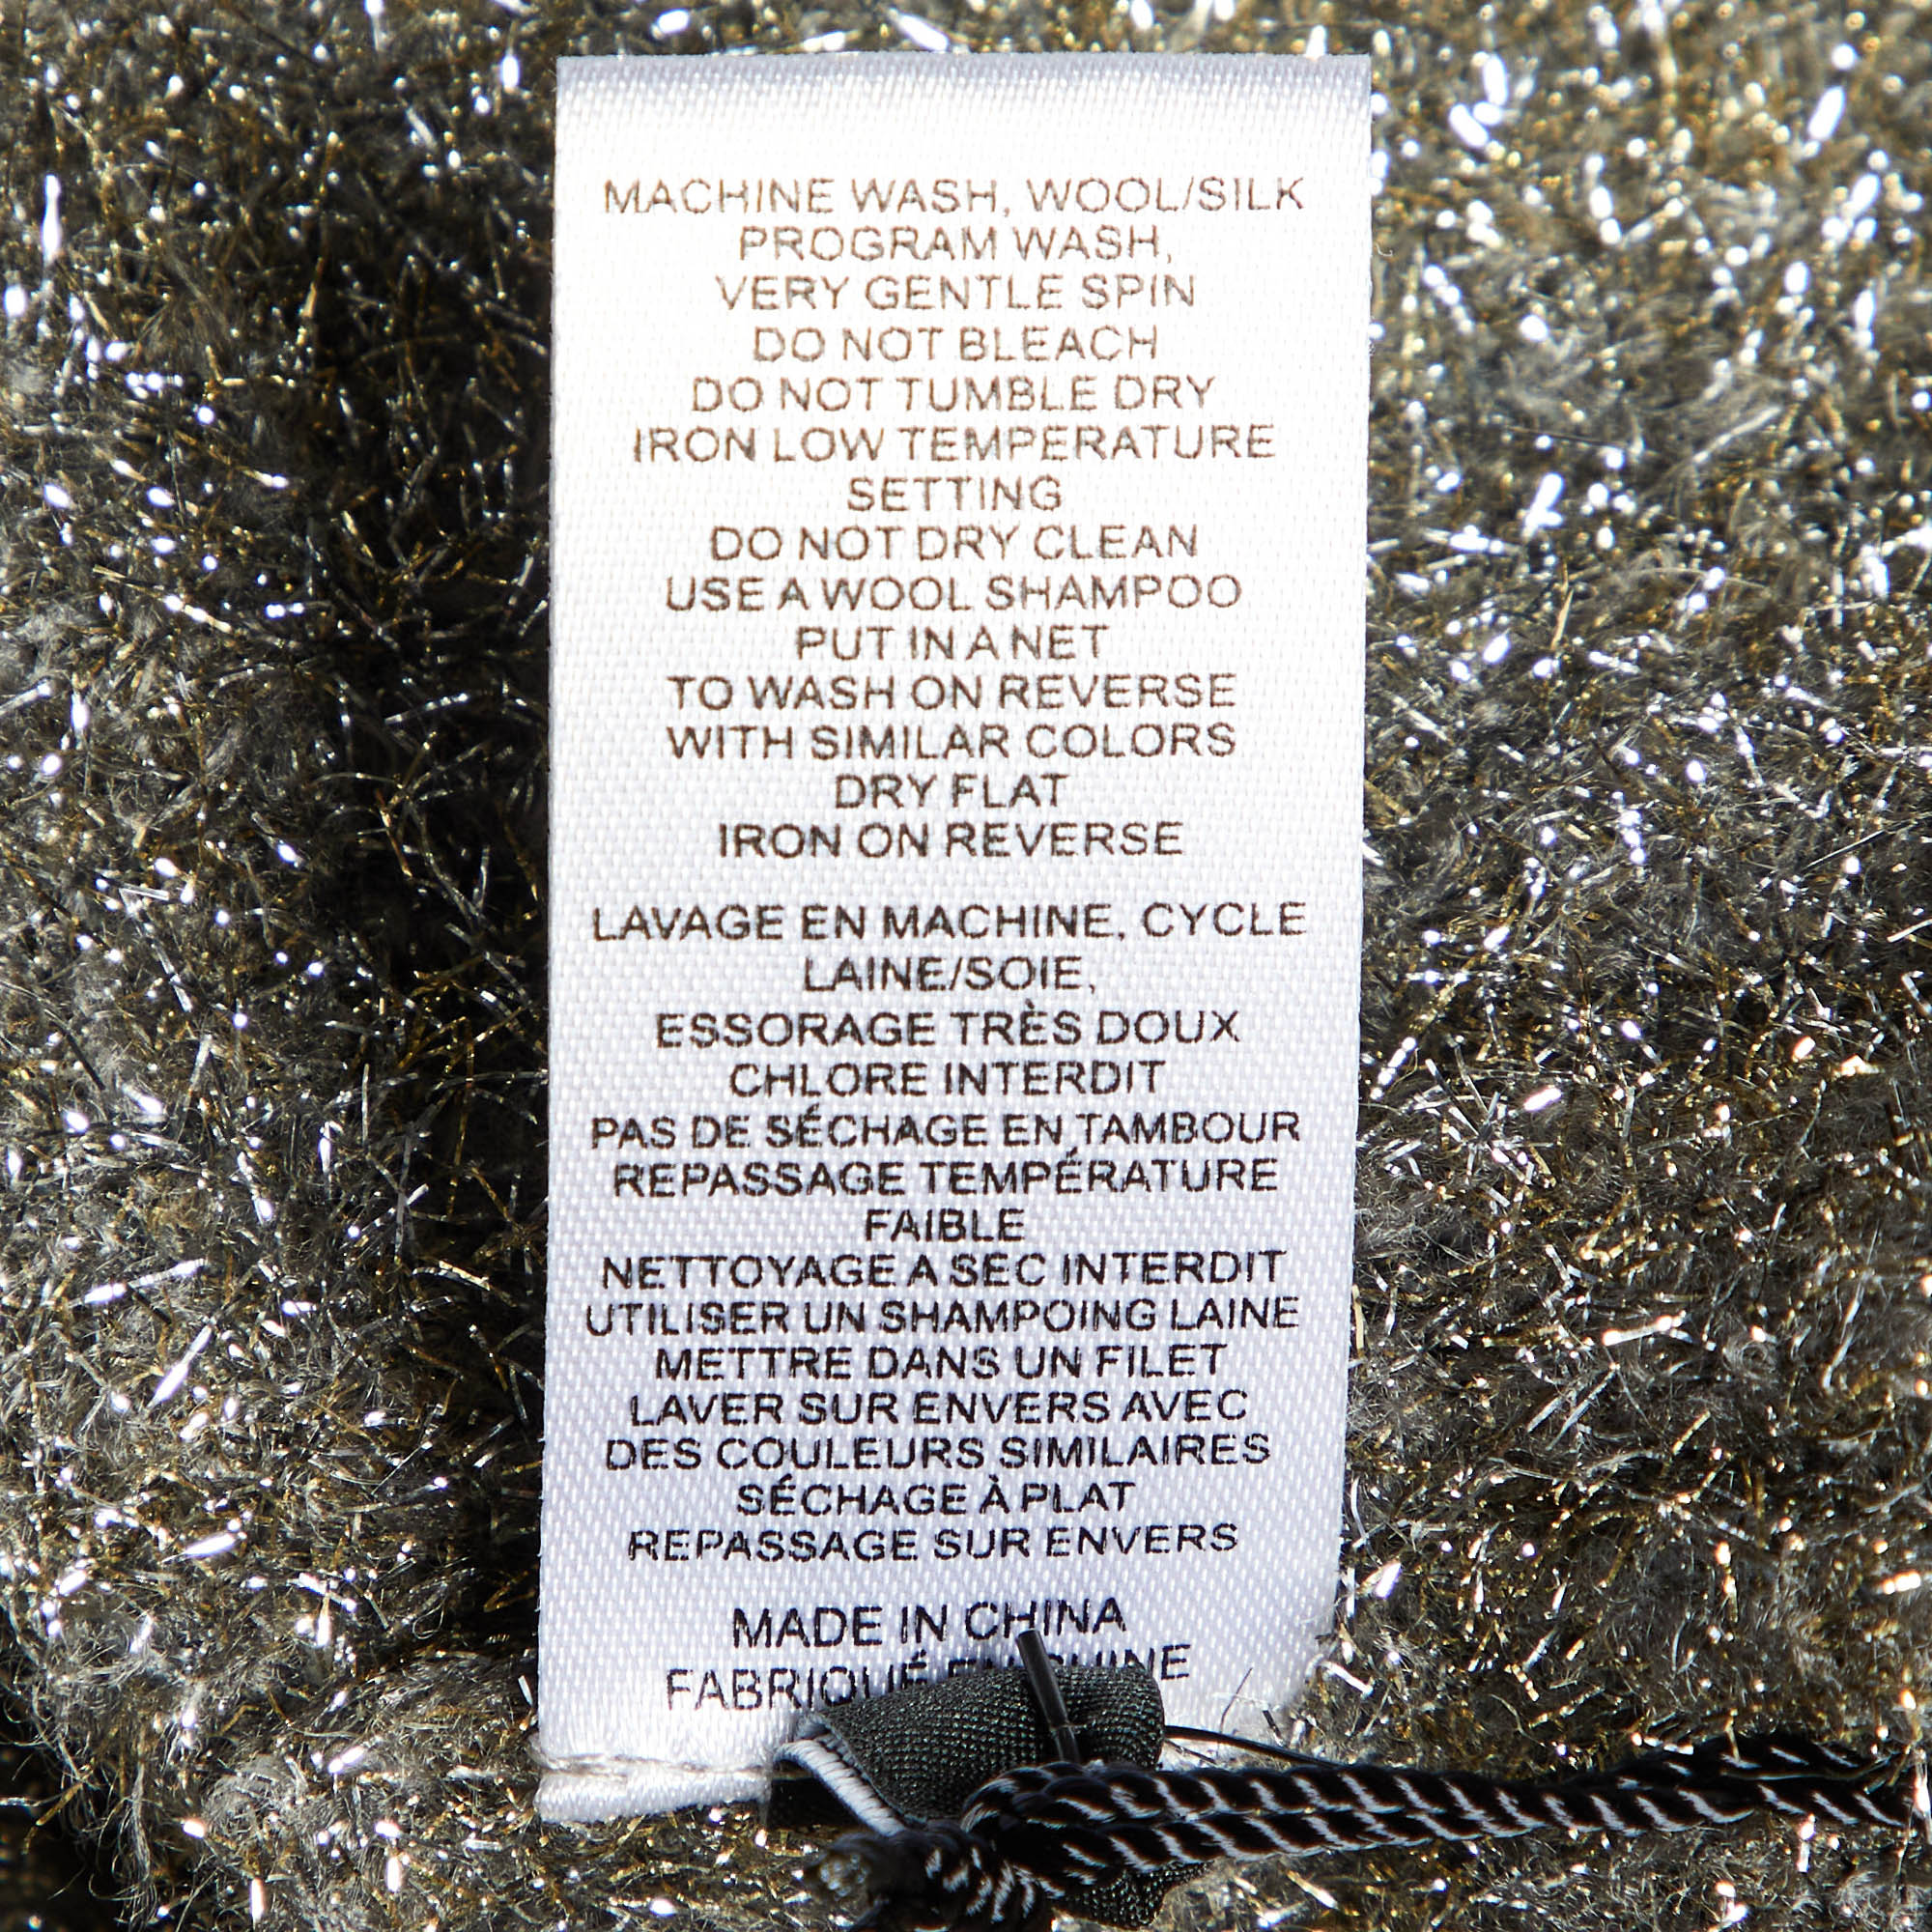 MACHINE WASH, WOOL/SILK
PROGRAM WASH,
VERY GENTLE SPIN
DO NOT BLEACH
DO NOT TUMBLE DRY
IRON LOW TEMPERATURE
SETTING
DO NOT DRY CLEAN
USE A WOOL SHAMPOO
PUT IN A NET
TO WASH ON REVERSE
WITH SIMILAR COLORS
DRY FLAT
IRON ON REVERSE
LAVAGE EN MACHINE, CYCLE
LAINE/SOIE,
ESSORAGE TRÈS DOUX
CHLORE INTERDIT
PAS DE SÉCHAGE EN TAMBOUR
REPASSAGE TEMPÉRATURE
FAIBLE
NETTOYAGE A SEC INTERDIT
UTILISER UN SHAMPOING LAINE
METTRE DANS UN FILET
LAVER SUR ENVERS AVEC
DES COULEURS SIMILAIRES
SÉCHAGE À PLAT
REPASSAGE SUR ENVERS
MADE IN CHINA
FABRIQUÉ EN CHINE